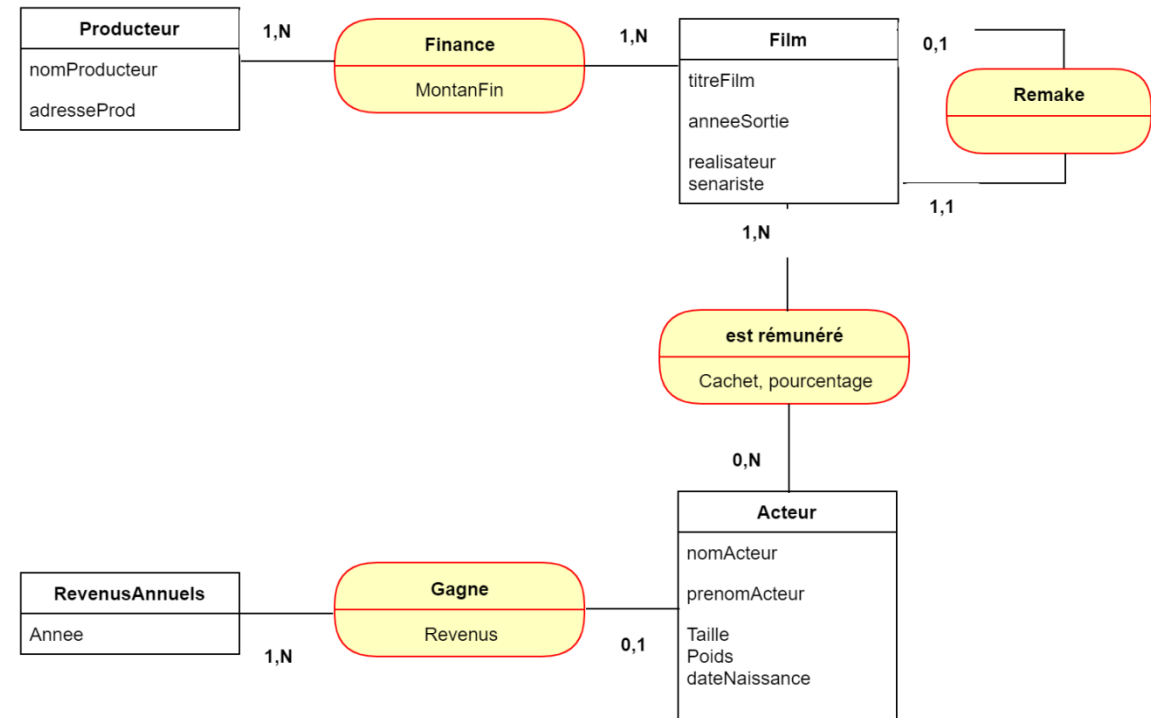 Producteur
nomProducteur
adresseProd
1,N
Finance
MontanFin
1,N
Film
titreFilm
anneeSortie
realisateur
senariste
0,1
Remake
1,1
1,N
est rémunéré
Cachet, pourcentage
0,N
Acteur
nomActeur
prenomActeur
Taille
Poids
dateNaissance
RevenusAnnuels
Annee
1,N
Gagne
Revenus
0,1